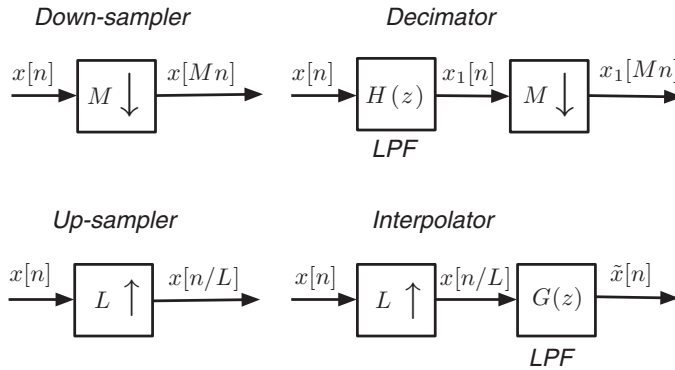 Down-sampler
Decimator
x[n] M ↓ x[Mn]
x[n] H(z) x₁[n] M ↓ x₁[Mn]
LPF
Up-sampler
Interpolator
x[n] L ↑ x[n/L]
x[n] L ↑ x[n/L] G(z) x̃[n]
LPF